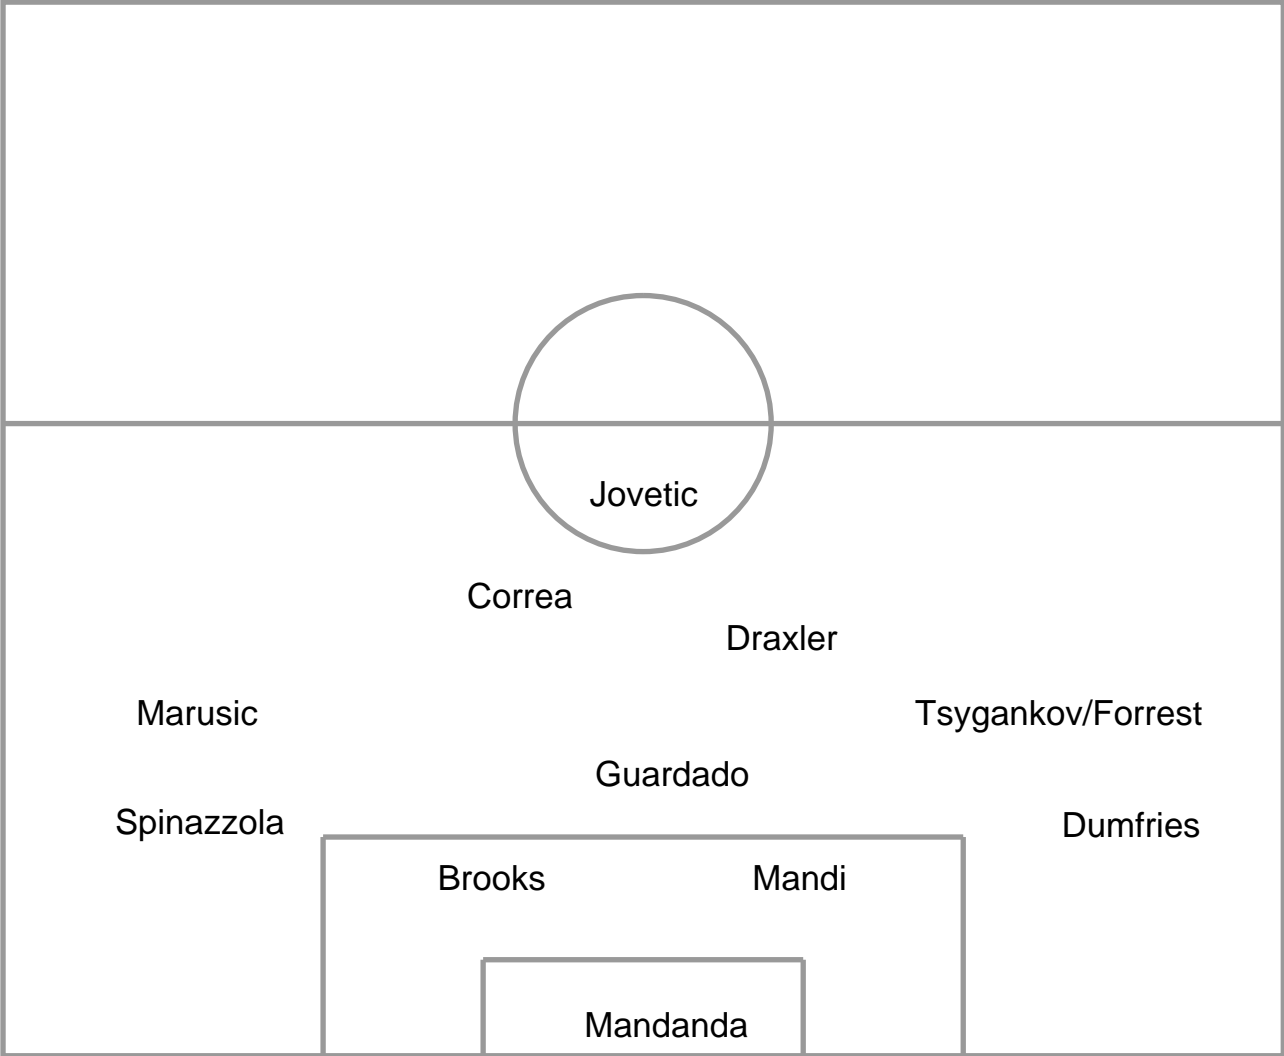 Jovetic
Correa
Draxler
Marusic
Tsygankov/Forrest
Guardado
Spinazzola
Dumfries
Brooks
Mandi
Mandanda